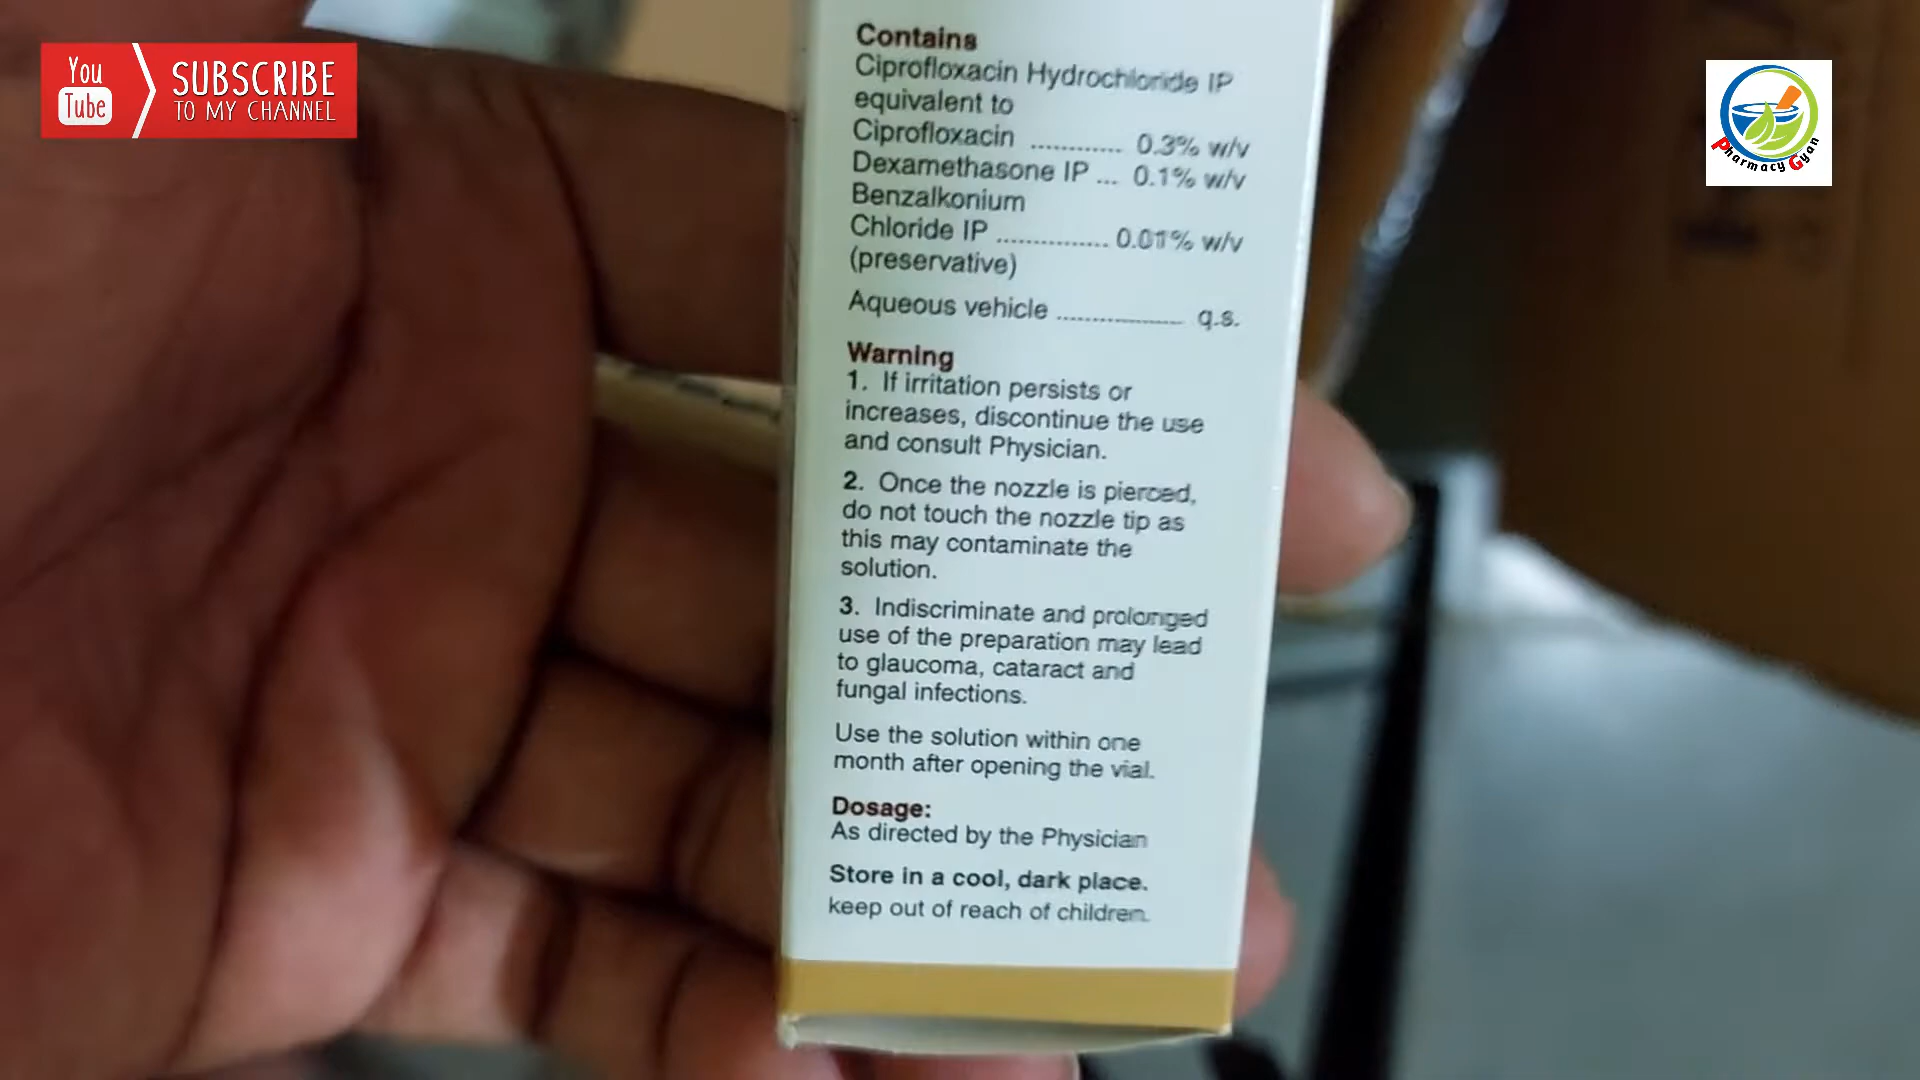 You
Tube
SUBSCRIBE
TO MY CHANNEL
Pharmacy Gyan
Contains
Ciprofloxacin Hydrochloride IP
equivalent to
Ciprofloxacin ............ 0.3% w/v
Dexamethasone IP ... 0.1% w/v
Benzalkonium
Chloride IP ............... 0.01% w/v
(preservative)
Aqueous vehicle ................. q.s.
Warning
1. If irritation persists or
increases, discontinue the use
and consult Physician.
2. Once the nozzle is pierced,
do not touch the nozzle tip as
this may contaminate the
solution.
3. Indiscriminate and prolonged
use of the preparation may lead
to glaucoma, cataract and
fungal infections.
Use the solution within one
month after opening the vial.
Dosage:
As directed by the Physician
Store in a cool, dark place.
keep out of reach of children.